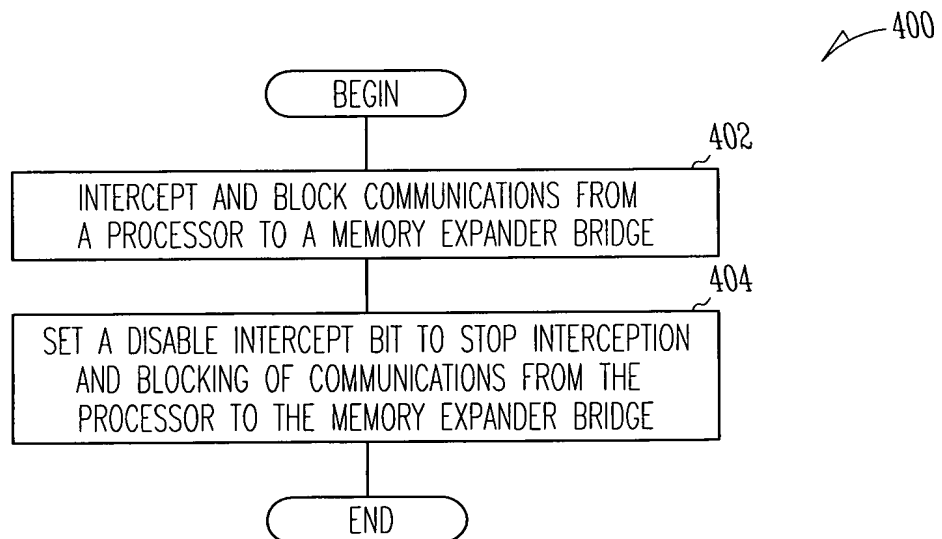 400
BEGIN
402
INTERCEPT AND BLOCK COMMUNICATIONS FROM
A PROCESSOR TO A MEMORY EXPANDER BRIDGE
404
SET A DISABLE INTERCEPT BIT TO STOP INTERCEPTION
AND BLOCKING OF COMMUNICATIONS FROM THE
PROCESSOR TO THE MEMORY EXPANDER BRIDGE
END